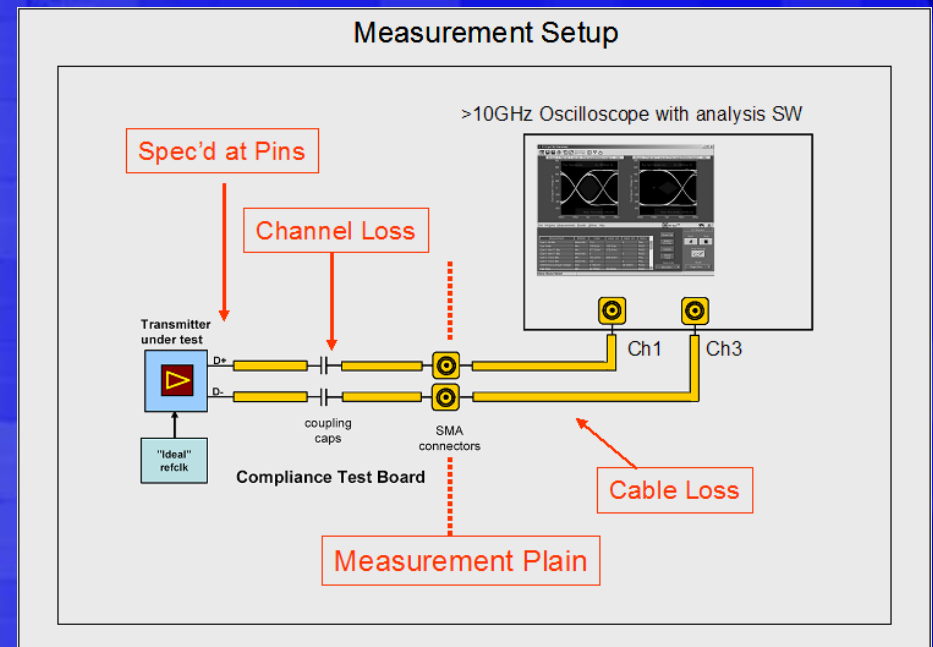 Measurement Setup
>10GHz Oscilloscope with analysis SW
Spec'd at Pins
Channel Loss
Transmitter
under test
D+
D-
Ch1
Ch3
coupling
caps
SMA
connectors
"Ideal"
refclk
Compliance Test Board
Cable Loss
Measurement Plain